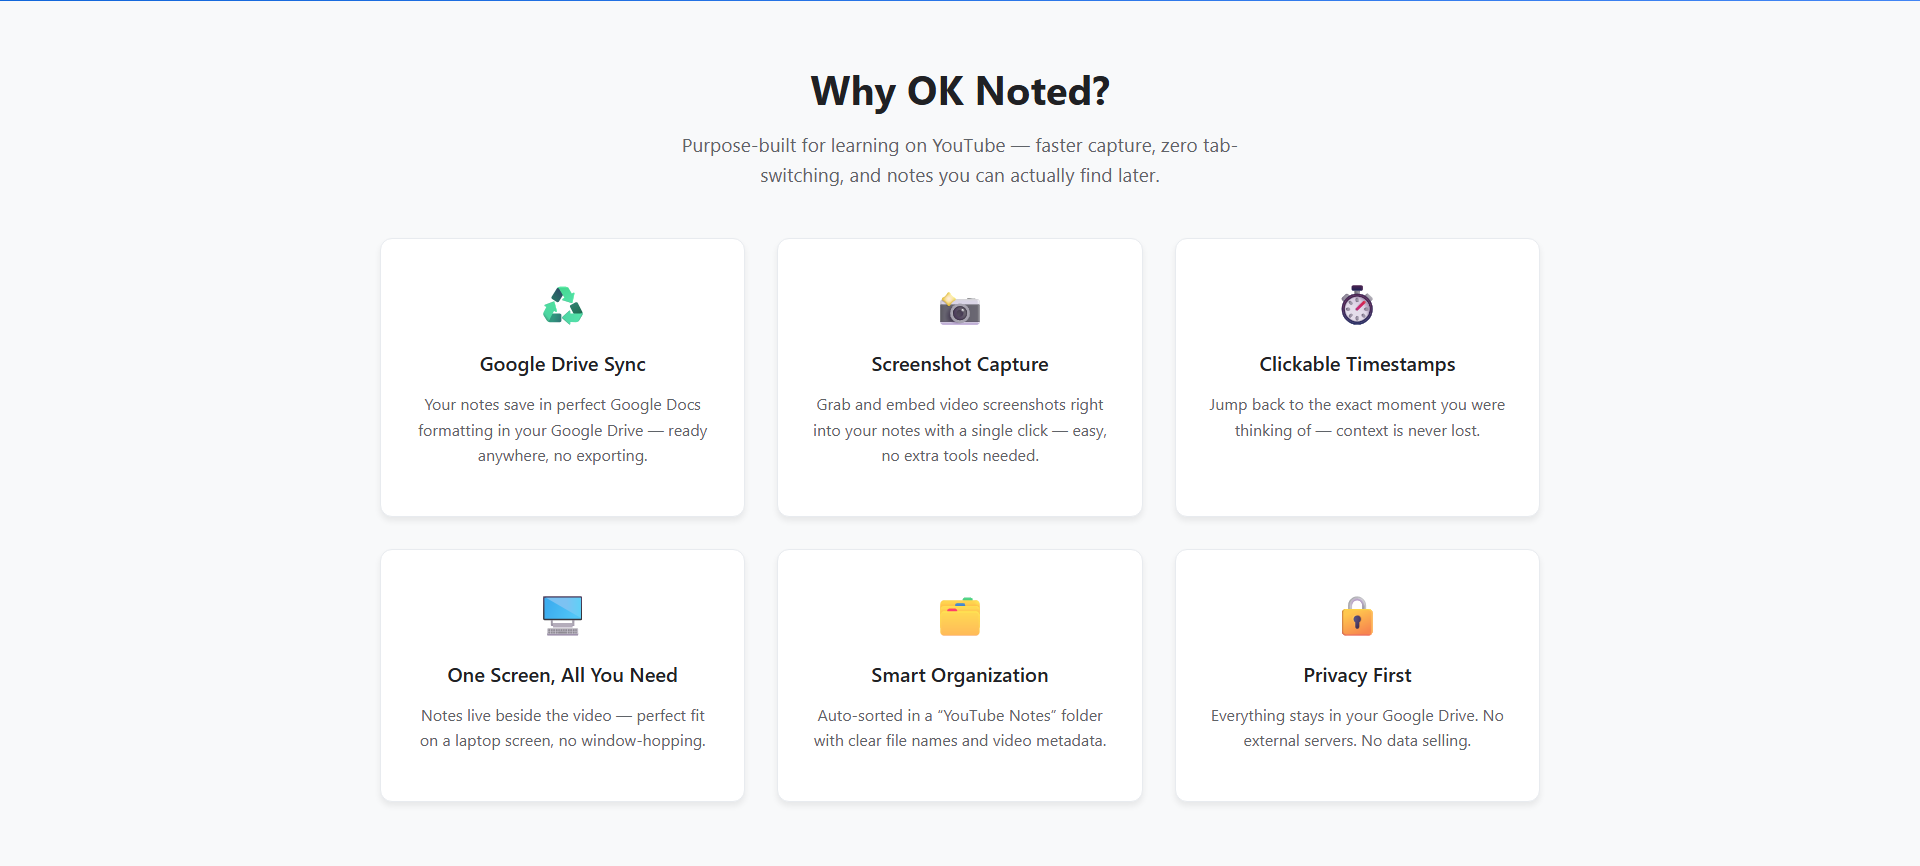 Why OK Noted?
Purpose-built for learning on YouTube — faster capture, zero tab-
switching, and notes you can actually find later.
Google Drive Sync
Your notes save in perfect Google Docs
formatting in your Google Drive — ready
anywhere, no exporting.
Screenshot Capture
Grab and embed video screenshots right
into your notes with a single click — easy,
no extra tools needed.
Clickable Timestamps
Jump back to the exact moment you were
thinking of — context is never lost.
One Screen, All You Need
Notes live beside the video — perfect fit
on a laptop screen, no window-hopping.
Smart Organization
Auto-sorted in a “YouTube Notes” folder
with clear file names and video metadata.
Privacy First
Everything stays in your Google Drive. No
external servers. No data selling.